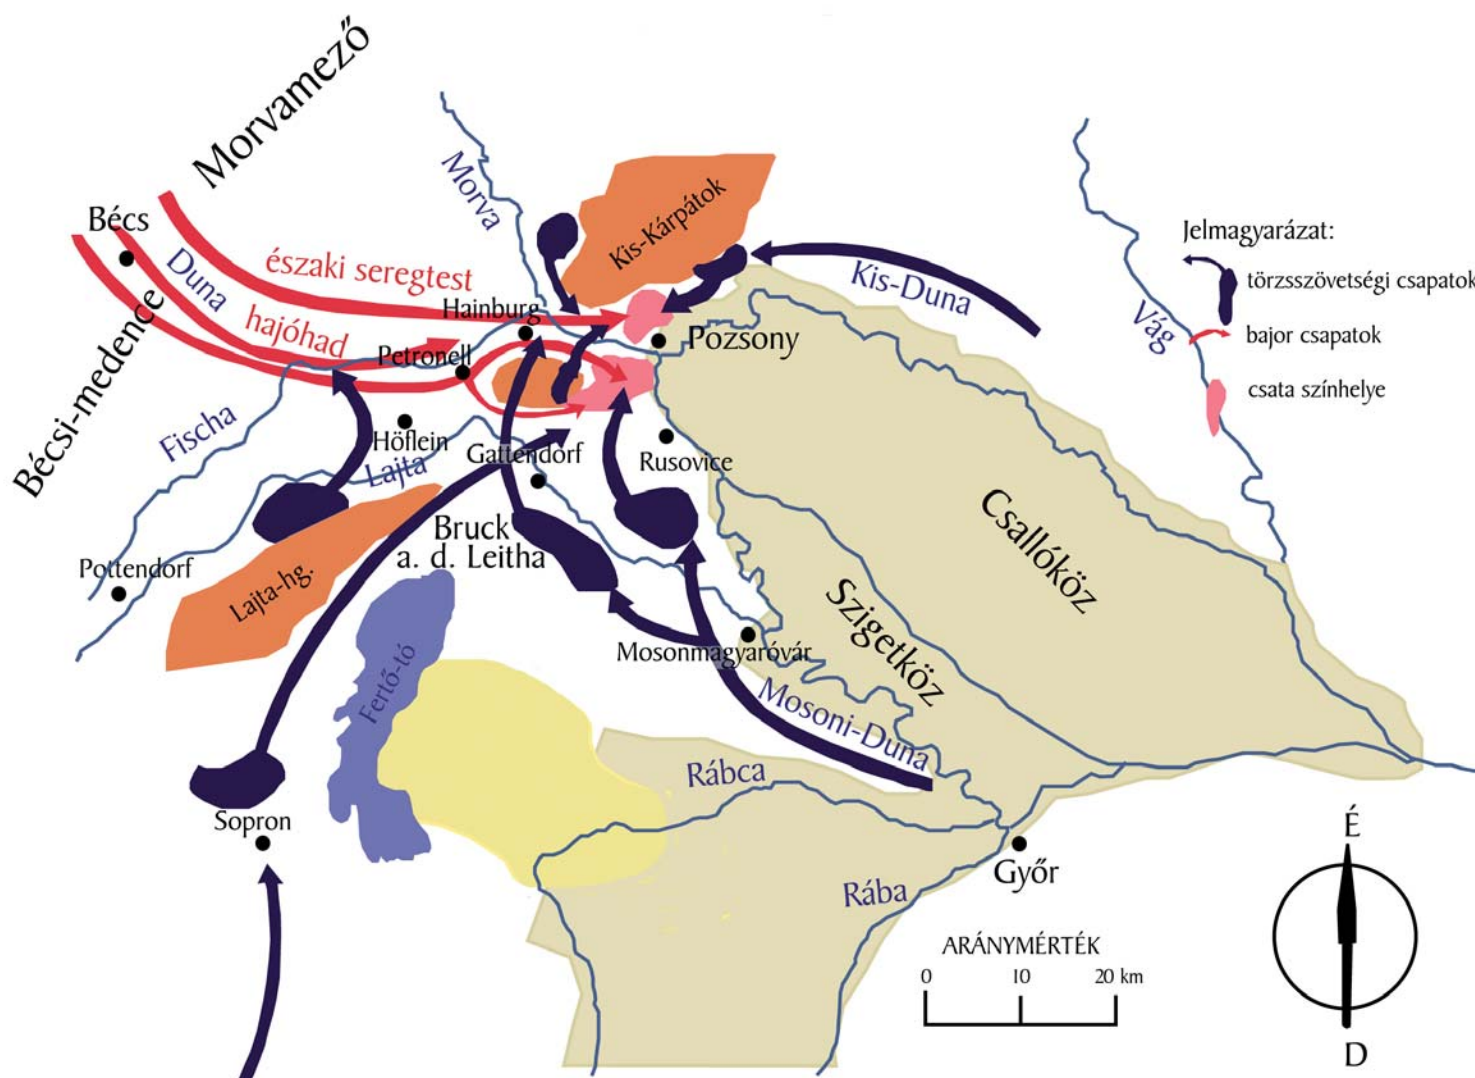 Morvamező
Bécs
Morva
Kis-Kárpátok
Jelmagyarázat:
törzsszövetségi csapatok
bajor csapatok
csata színhelye
Duna
északi seregtest
Kis-Duna
Vág
Hainburg
hajóhad
Bécsi-medence
Petronell
Pozsony
Fischa
Höflein
Lajta
Gattendorf
Rusovice
Csallóköz
Bruck
a. d. Leitha
Pottendorf
Lajta-hg.
Szigetköz
Mosonmagyaróvár
Fertő-tó
Mosoni-Duna
Rábca
Sopron
Győr
Rába
ARÁNYMÉRTÉK
0 10 20 km
É
D